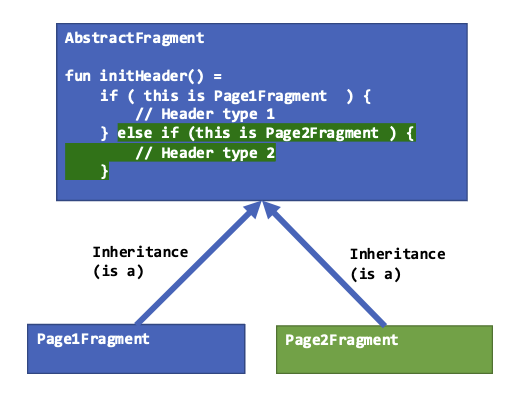 AbstractFragment
fun initHeader() =
if ( this is Page1Fragment ) {
// Header type 1
} else if (this is Page2Fragment ) {
// Header type 2
}
Inheritance
(is a)
Inheritance
(is a)
Page1Fragment
Page2Fragment